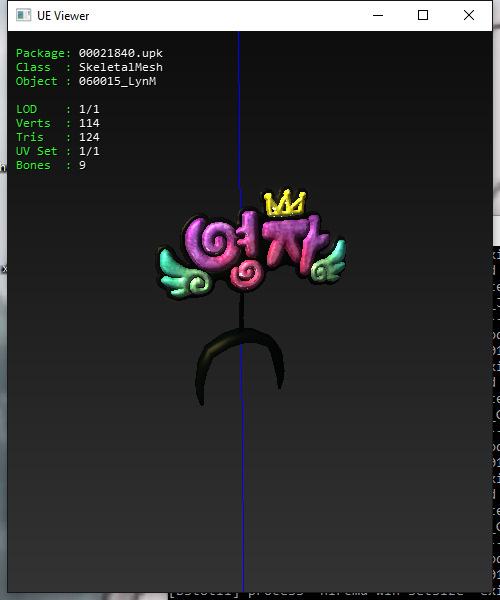 UE Viewer
Package: 00021840.upk
Class : SkeletalMesh
Object : 060015_LynM
LOD : 1/1
Verts : 114
Tris : 124
UV Set : 1/1
Bones : 9
영자